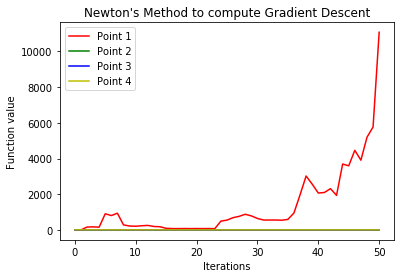 Newton's Method to compute Gradient Descent
Point 1
Point 2
Point 3
Point 4
Function value
10000
8000
6000
4000
2000
0
0
10
20
30
40
50
Iterations